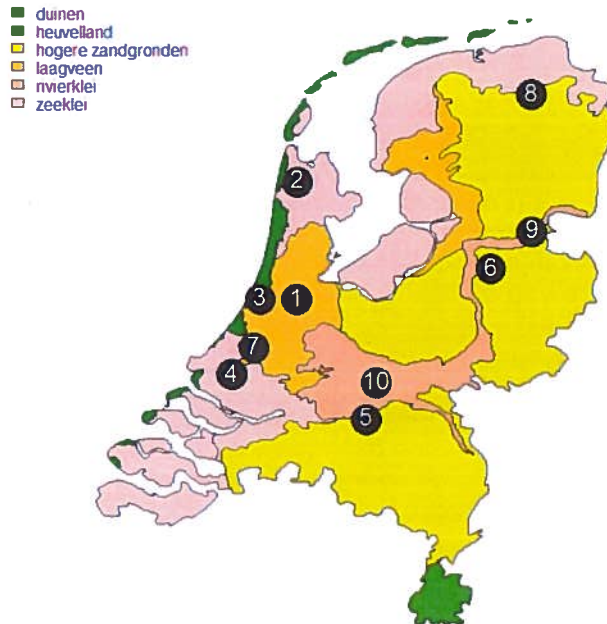 duinen
heuvelland
hogere zandgronden
laagveen
rivierklei
zeeklei
8
2
9
6
3
1
7
4
10
5